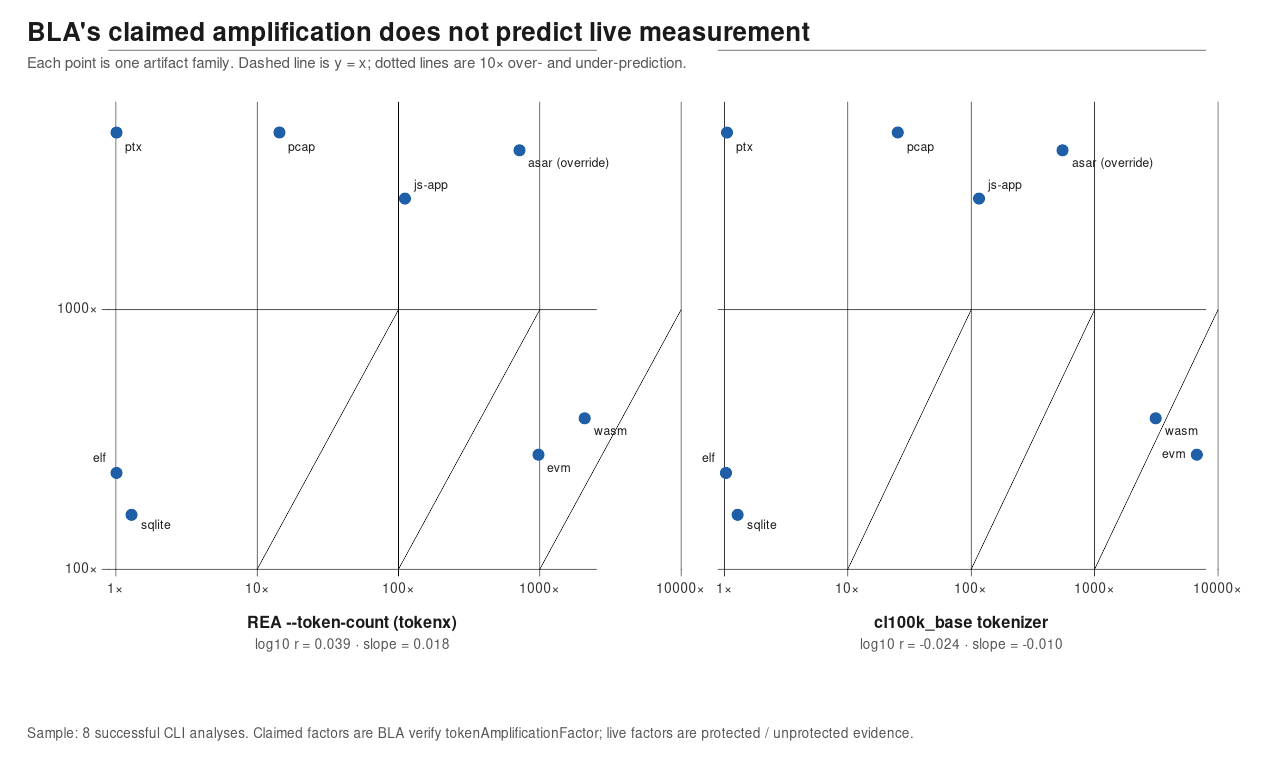 BLA's claimed amplification does not predict live measurement
Each point is one artifact family. Dashed line is y = x; dotted lines are 10× over- and under-prediction.
ptx
pcap
asar (override)
js-app
1000×
wasm
evm
elf
sqlite
100×
1×
10×
100×
1000×
10000×
REA --token-count (tokenx)
log10 r = 0.039 · slope = 0.018
ptx
pcap
asar (override)
js-app
wasm
evm
elf
sqlite
1×
10×
100×
1000×
10000×
cl100k_base tokenizer
log10 r = -0.024 · slope = -0.010
Sample: 8 successful CLI analyses. Claimed factors are BLA verify tokenAmplificationFactor; live factors are protected / unprotected evidence.